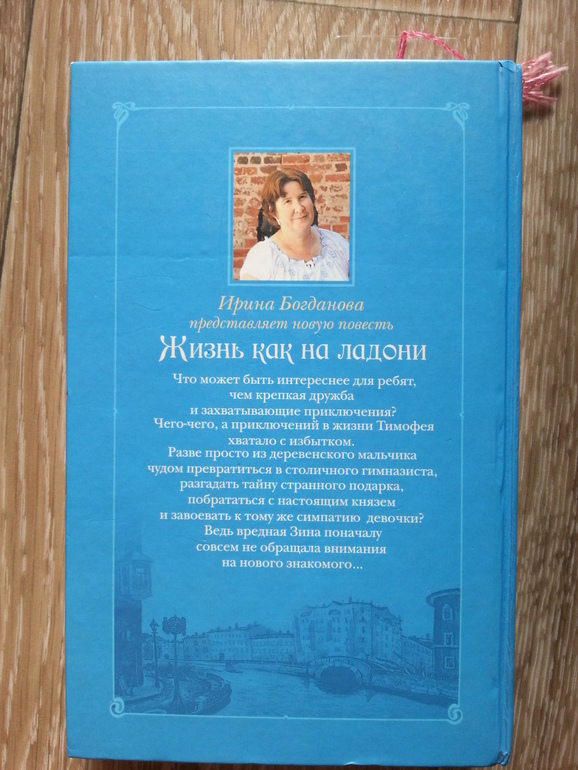 Ирина Богданова
представляет новую повесть
Жизнь как на ладони
Что может быть интереснее для ребят,
чем крепкая дружба
и захватывающие приключения?
Чего-чего, а приключений в жизни Тимофея
хватало с избытком.
Разве просто из деревенского мальчика
чудом превратиться в столичного гимназиста,
разгадать тайну странного подарка,
побрататься с настоящим князем
и завоевать к тому же симпатию девочки?
Ведь вредная Зина поначалу
совсем не обращала внимания
на нового знакомого...